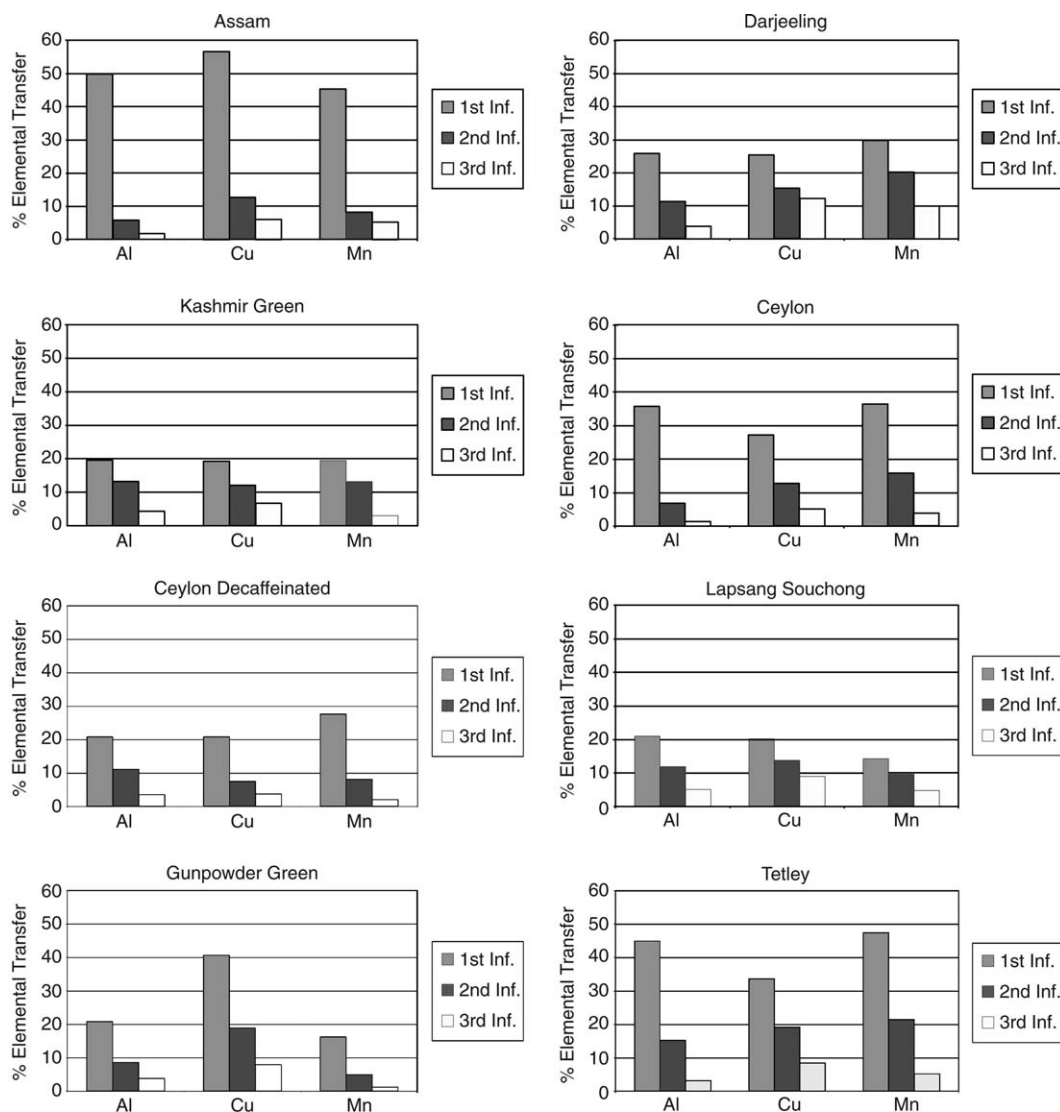 Assam
% Elemental Transfer
60
50
40
30
20
10
0
Al Cu Mn
1st Inf.
2nd Inf.
3rd Inf.
Darjeeling
% Elemental Transfer
60
50
40
30
20
10
0
Al Cu Mn
1st Inf.
2nd Inf.
3rd Inf.
Kashmir Green
% Elemental Transfer
60
50
40
30
20
10
0
Al Cu Mn
1st Inf.
2nd Inf.
3rd Inf.
Ceylon
% Elemental Transfer
60
50
40
30
20
10
0
Al Cu Mn
1st Inf.
2nd Inf.
3rd Inf.
Ceylon Decaffeinated
% Elemental Transfer
60
50
40
30
20
10
0
Al Cu Mn
1st Inf.
2nd Inf.
3rd Inf.
Lapsang Souchong
% Elemental Transfer
60
50
40
30
20
10
0
Al Cu Mn
1st Inf.
2nd Inf.
3rd Inf.
Gunpowder Green
% Elemental Transfer
60
50
40
30
20
10
0
Al Cu Mn
1st Inf.
2nd Inf.
3rd Inf.
Tetley
% Elemental Transfer
60
50
40
30
20
10
0
Al Cu Mn
1st Inf.
2nd Inf.
3rd Inf.